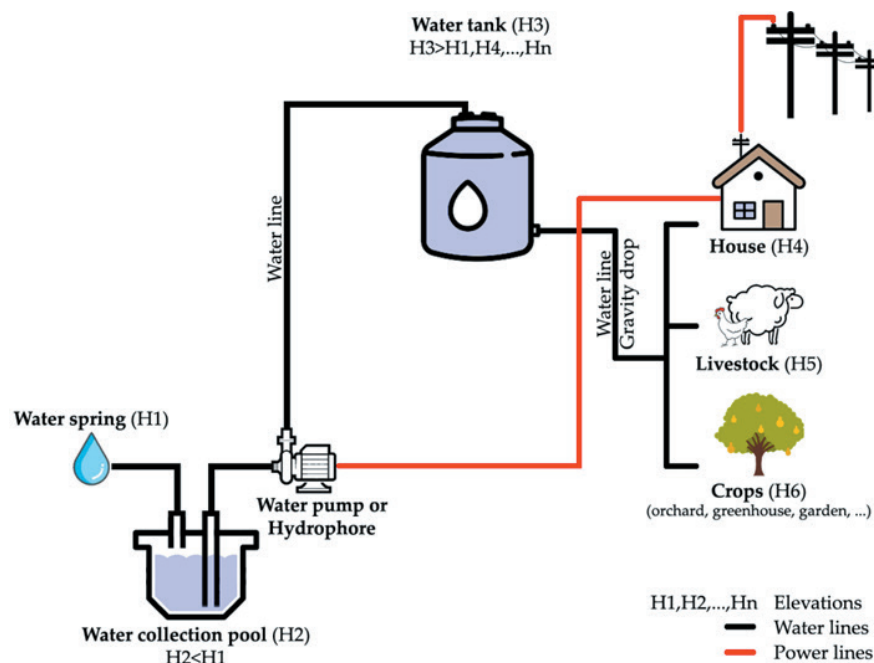 Water tank (H3)
H3>H1,H4,...,Hn
Water line
House (H4)
Water line
Gravity drop
Livestock (H5)
Water spring (H1)
Water pump or
Hydrophore
Crops (H6)
(orchard, greenhouse, garden, ...)
Water collection pool (H2)
H2<H1
H1,H2,...,Hn Elevations
Water lines
Power lines